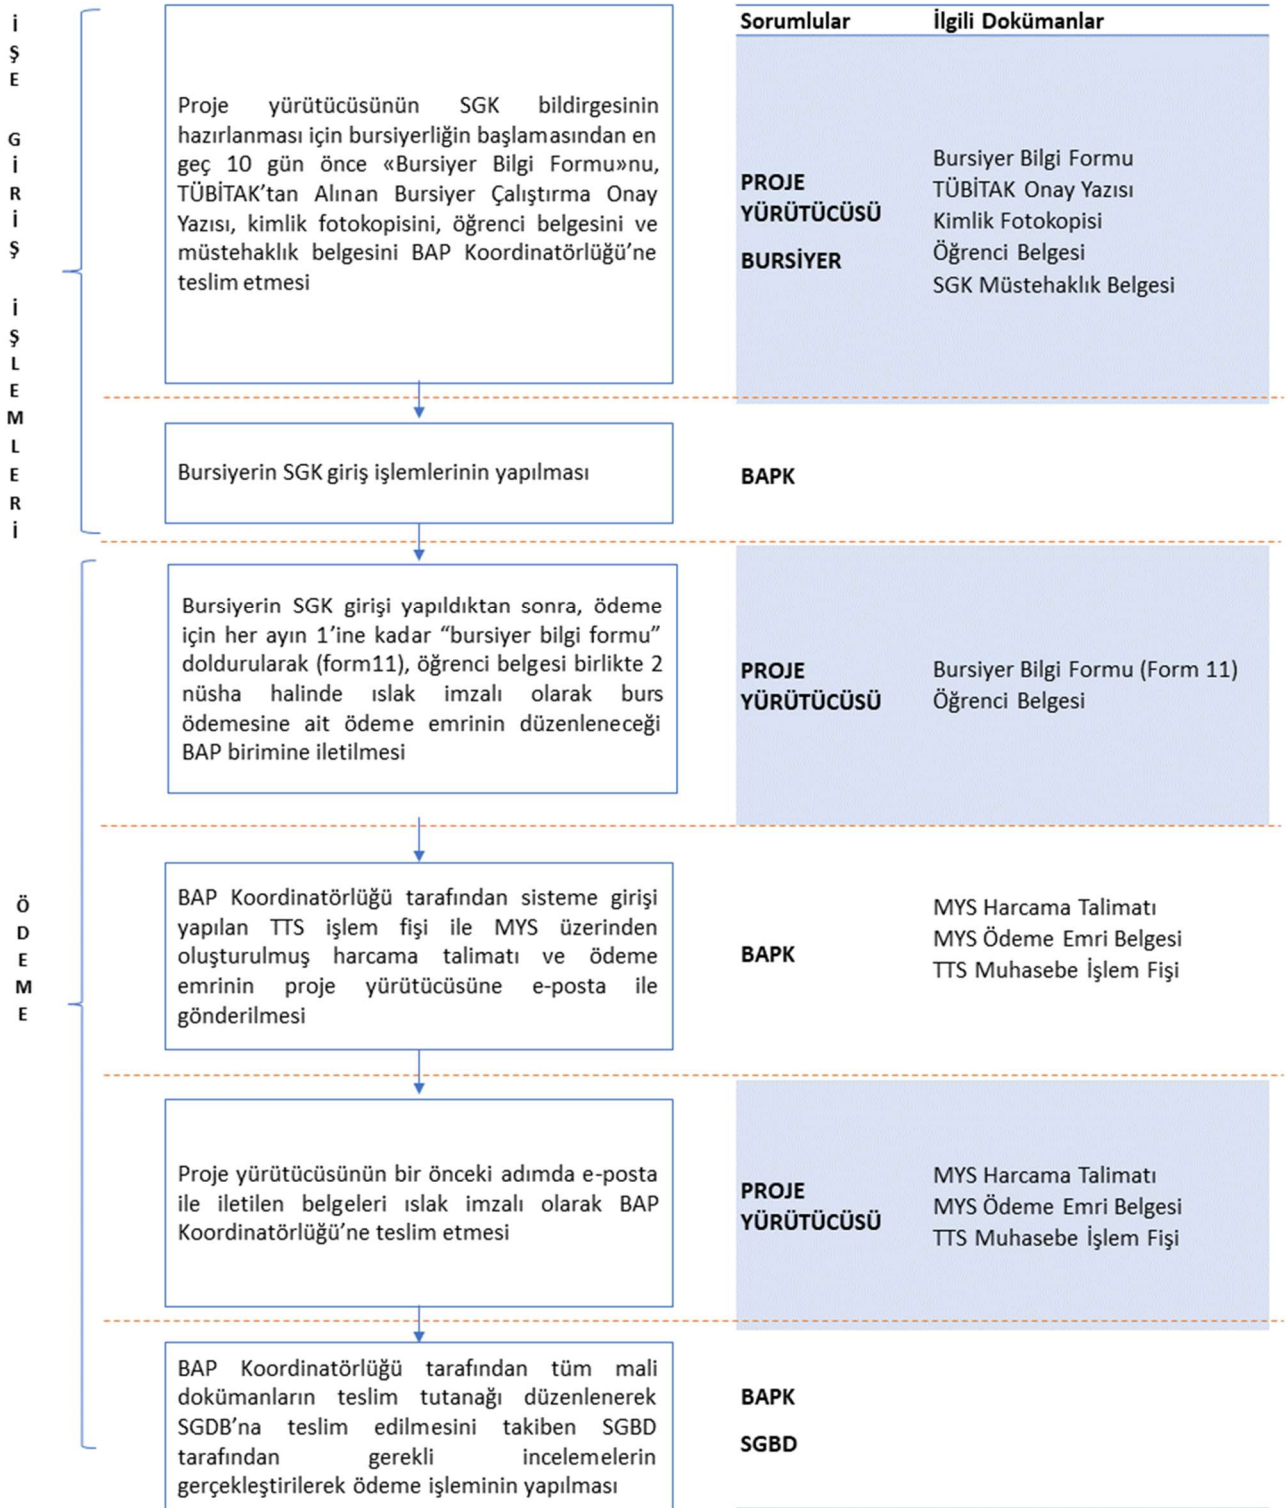 İŞE GİRİŞ İŞLEMLERİ
Sorumlular
İlgili Dokümanlar
Proje yürütücüsünün SGK bildirgesinin
hazırlanması için bursiyerliğin başlamasından en
geç 10 gün önce «Bursiyer Bilgi Formu»nu,
TÜBİTAK’tan Alınan Bursiyer Çalıştırma Onay
Yazısı, kimlik fotokopisini, öğrenci belgesini ve
müstehaklık belgesini BAP Koordinatörlüğü’ne
teslim etmesi
PROJE
YÜRÜTÜCÜSÜ
BURSİYER
Bursiyer Bilgi Formu
TÜBİTAK Onay Yazısı
Kimlik Fotokopisi
Öğrenci Belgesi
SGK Müstehaklık Belgesi
Bursiyerin SGK giriş işlemlerinin yapılması
BAPK
ÖDEME
Bursiyerin SGK girişi yapıldıktan sonra, ödeme
için her ayın 1’ine kadar “bursiyer bilgi formu”
doldurularak (form11), öğrenci belgesi birlikte 2
nüsha halinde ıslak imzalı olarak burs
ödemesine ait ödeme emrinin düzenleneceği
BAP birimine iletilmesi
PROJE
YÜRÜTÜCÜSÜ
Bursiyer Bilgi Formu (Form 11)
Öğrenci Belgesi
BAP Koordinatörlüğü tarafından sisteme girişi
yapılan TTS işlem fişi ile MYS üzerinden
oluşturulmuş harcama talimatı ve ödeme
emrinin proje yürütücüsüne e-posta ile
gönderilmesi
BAPK
MYS Harcama Talimatı
MYS Ödeme Emri Belgesi
TTS Muhasebe İşlem Fişi
Proje yürütücüsünün bir önceki adımda e-posta
ile iletilen belgeleri ıslak imzalı olarak BAP
Koordinatörlüğü’ne teslim etmesi
PROJE
YÜRÜTÜCÜSÜ
MYS Harcama Talimatı
MYS Ödeme Emri Belgesi
TTS Muhasebe İşlem Fişi
BAP Koordinatörlüğü tarafından tüm mali
dokümanların teslim tutanağı düzenlenerek
SGDB’na teslim edilmesini takiben SGBD
tarafından gerekli incelemelerin
gerçekleştirilerek ödeme işleminin yapılması
BAPK
SGBD